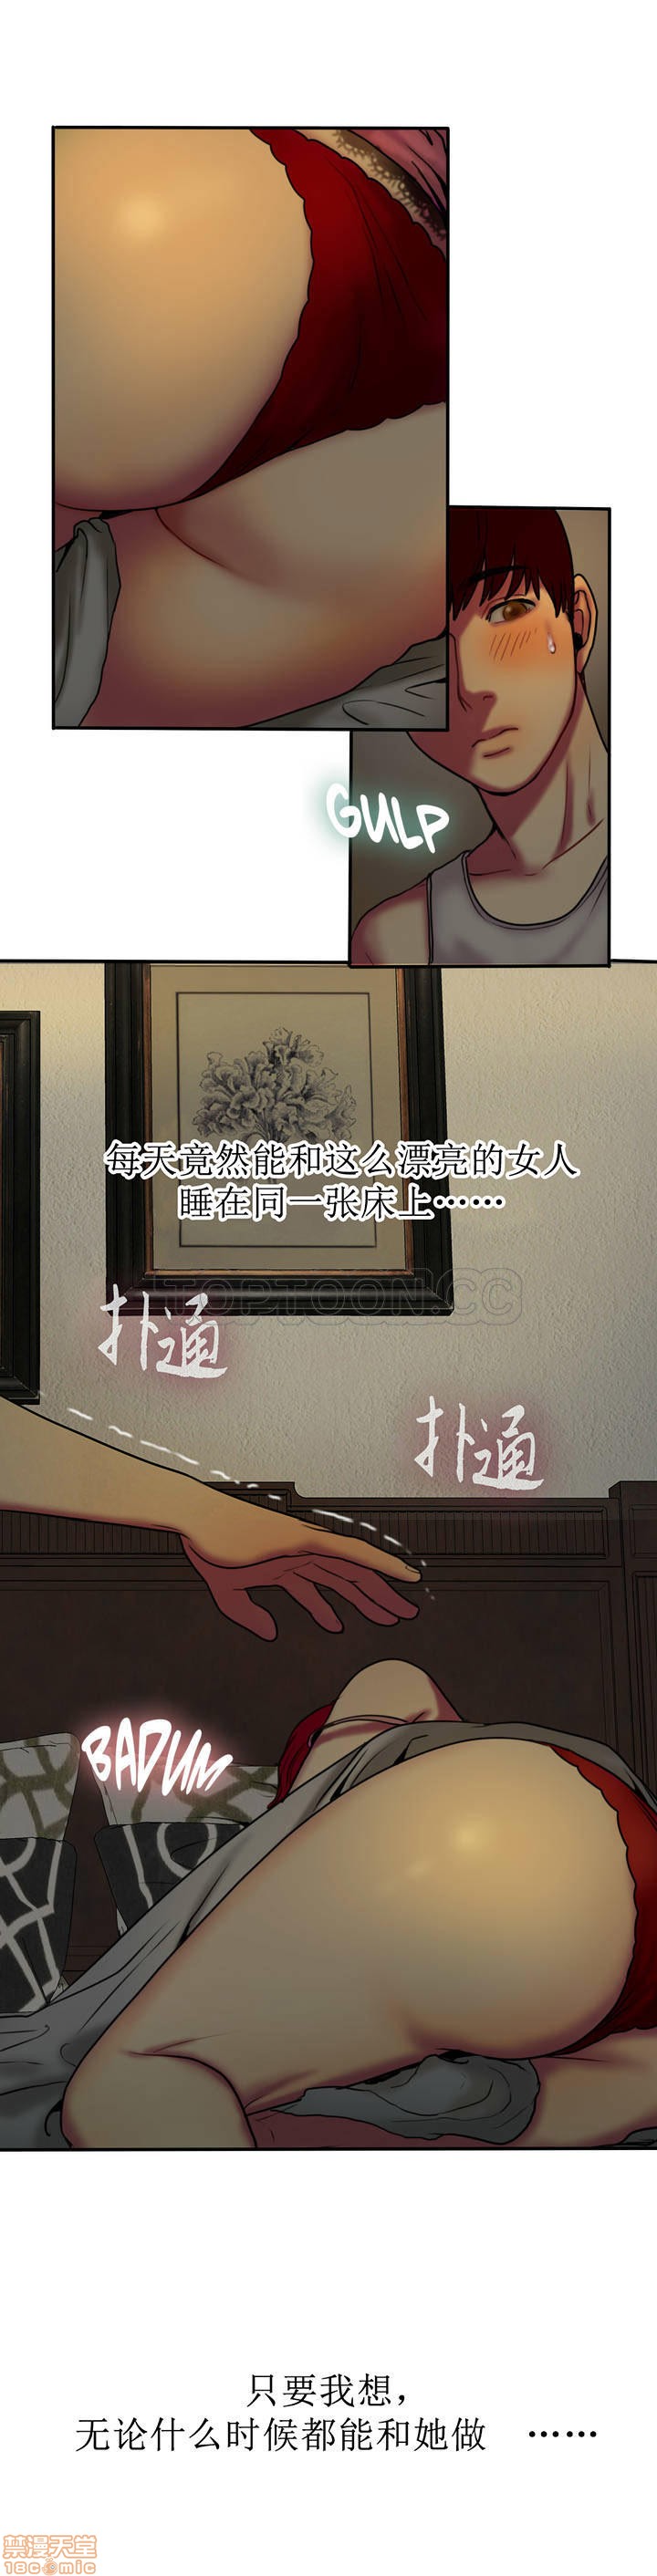 GULP
每天竟然能和这么漂亮的女人
睡在同一张床上……
TOPTOON.CC
扑通
扑通
BADUM
只要我想，
无论什么时候都能和她做 ……
禁漫天堂
18comic